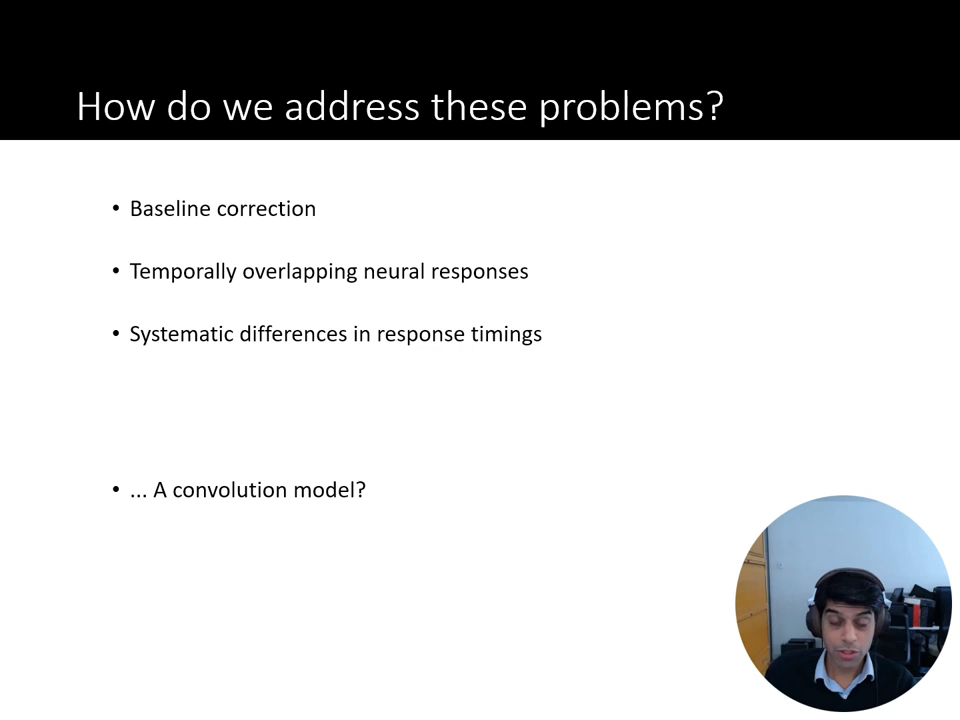 How do we address these problems?
• Baseline correction
• Temporally overlapping neural responses
• Systematic differences in response timings
• ... A convolution model?